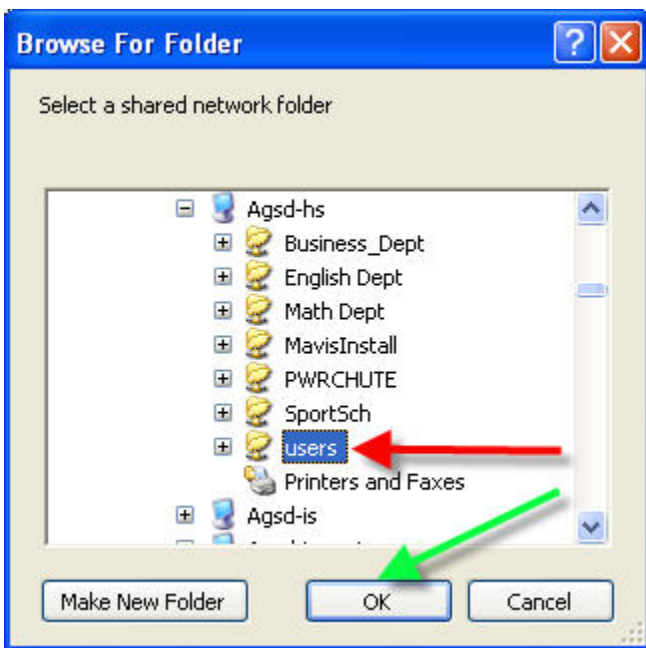 Browse For Folder
Select a shared network folder
Agsd-hs
Business_Dept
English Dept
Math Dept
MavisInstall
PWRCHUTE
SportSch
users
Printers and Faxes
Agsd-is
Make New Folder OK Cancel